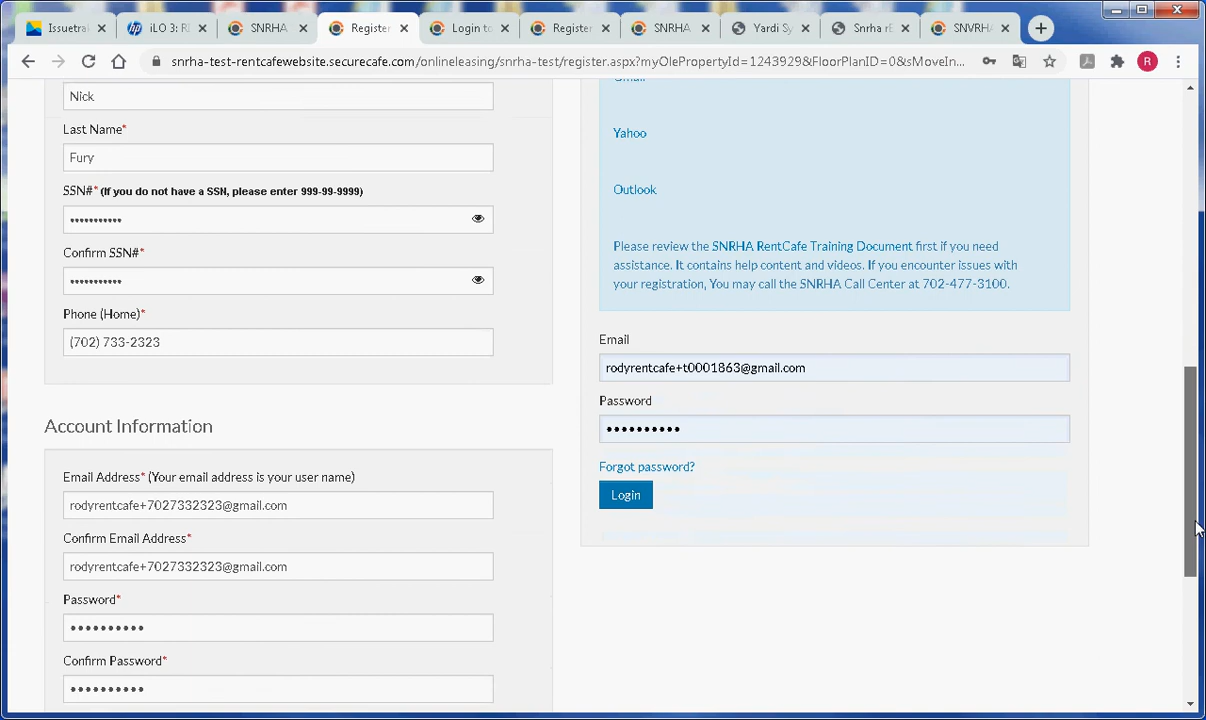 Issuetra
iLO 3: R
SNRHA
Register
Login to
Register
SNRHA
Yardi Sy
Snrha rE
SNVRH
snrha-test-rentcafewebsite.securecafe.com/onlineleasing/snrha-test/register.aspx?myOlePropertyId=1243929&FloorPlanID=0&sMoveIn...
R
Nick
Last Name*
Fury
SSN#* (If you do not have a SSN, please enter 999-99-9999)
•••••••••••
Confirm SSN#*
•••••••••••
Phone (Home)*
(702) 733-2323
Account Information
Email Address* (Your email address is your user name)
rodyrentcafe+7027332323@gmail.com
Confirm Email Address*
rodyrentcafe+7027332323@gmail.com
Password*
••••••••••
Confirm Password*
••••••••••
Gmail
Yahoo
Outlook
Please review the SNRHA RentCafe Training Document first if you need
assistance. It contains help content and videos. If you encounter issues with
your registration, You may call the SNRHA Call Center at 702-477-3100.
Email
rodyrentcafe+t0001863@gmail.com
Password
••••••••••
Forgot password?
Login